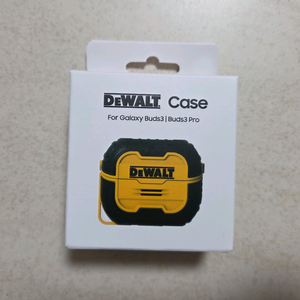 DEWALT Case
For Galaxy Buds3 | Buds3 Pro
DEWALT